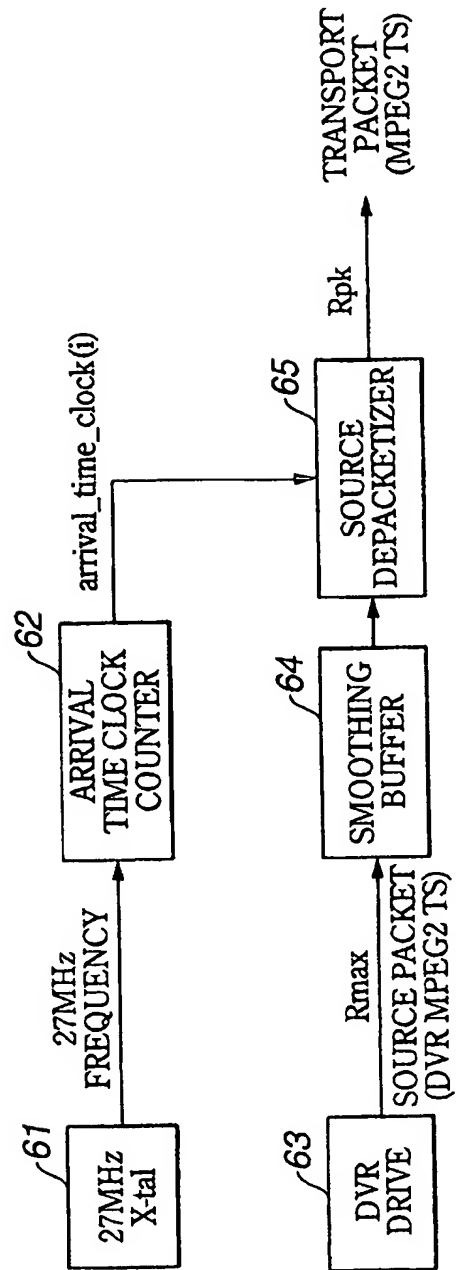 61
27MHz
X-tal
27MHz
FREQUENCY
62
ARRIVAL
TIME CLOCK
COUNTER
arrival_time_clock(i)
63
DVR
DRIVE
Rmax
SOURCE PACKET
(DVR MPEG2 TS)
64
SMOOTHING
BUFFER
65
SOURCE
DEPACKETIZER
Rpk
TRANSPORT
PACKET
(MPEG2 TS)